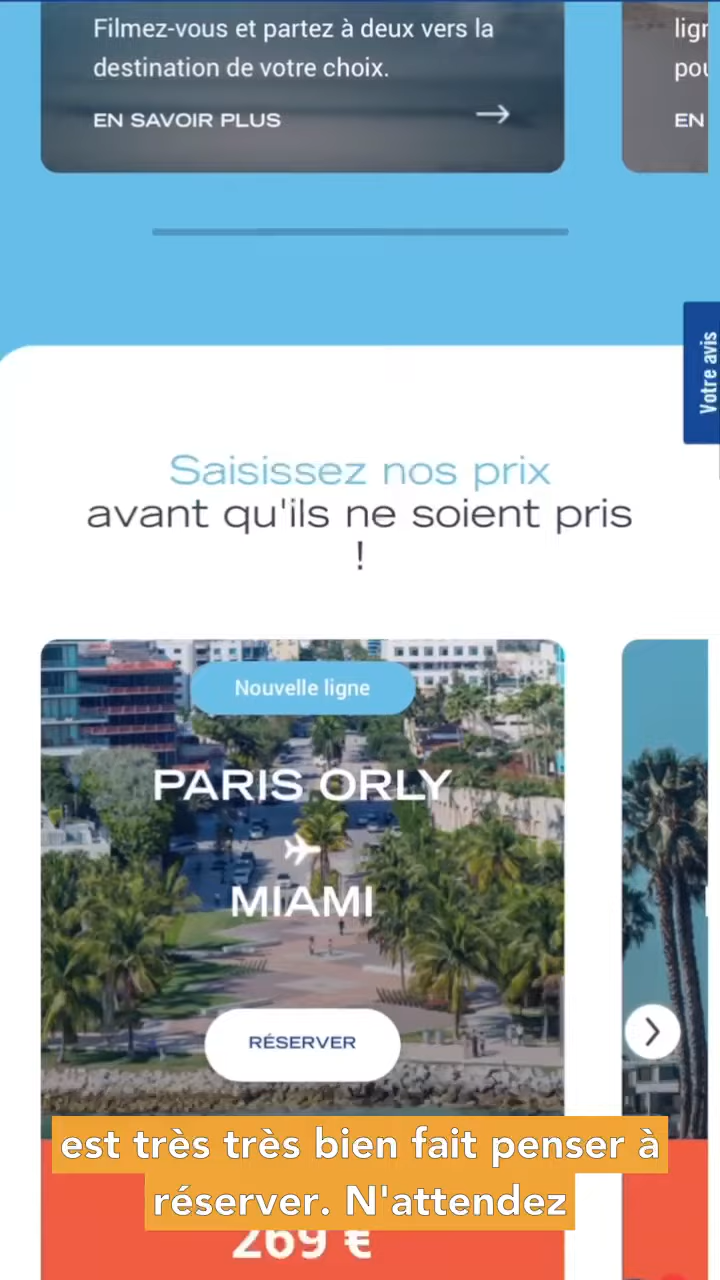 Filmez-vous et partez à deux vers la
destination de votre choix.
EN SAVOIR PLUS
EN
Votre avis
Saisissez nos prix
avant qu'ils ne soient pris
!
Nouvelle ligne
PARIS ORLY
MIAMI
RÉSERVER
est très très bien fait penser à
réserver. N'attendez
269 €